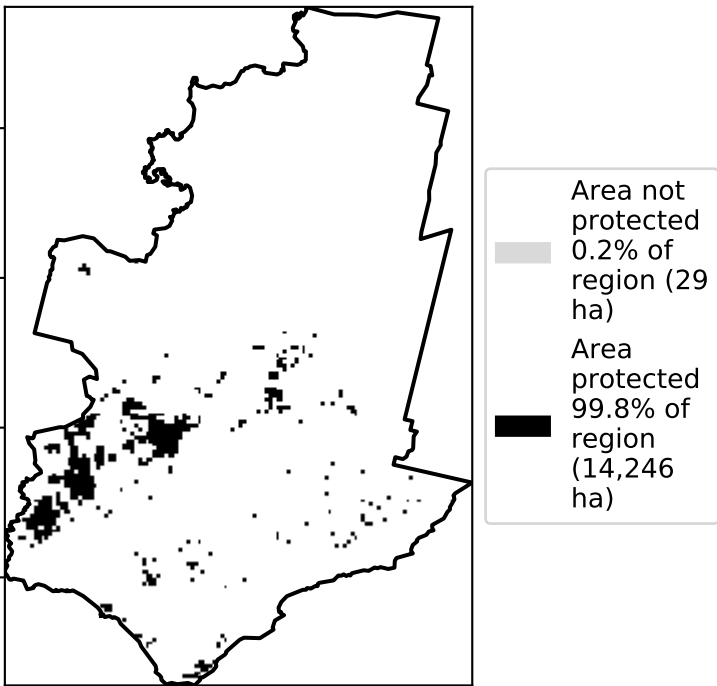 Area not
protected
0.2% of
region (29
ha)
Area
protected
99.8% of
region
(14,246
ha)